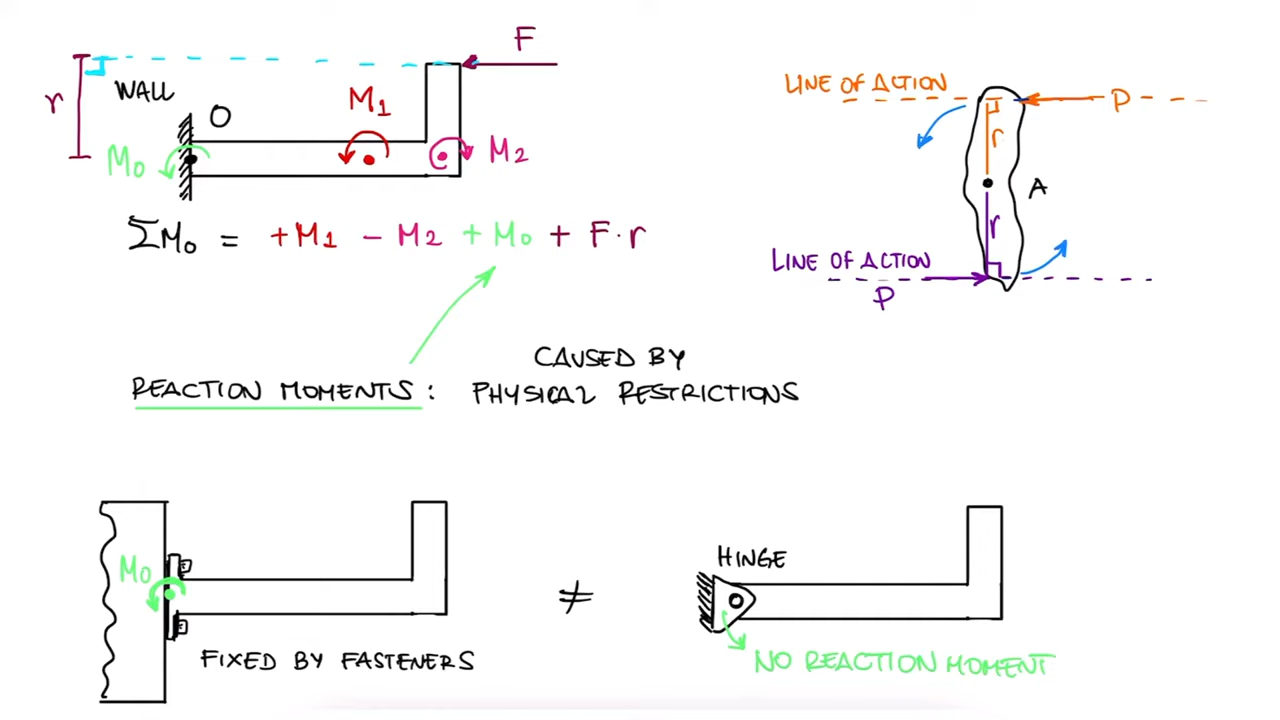 F
r
WALL
O
M₁
M₀
M₂
ΣM₀ = +M₁ - M₂ + M₀ + F·r
LINE OF ACTION
P
r
A
r
LINE OF ACTION
P
CAUSED BY
REACTION MOMENTS: PHYSICAL RESTRICTIONS
M₀
FIXED BY FASTENERS
≠
HINGE
NO REACTION MOMENT